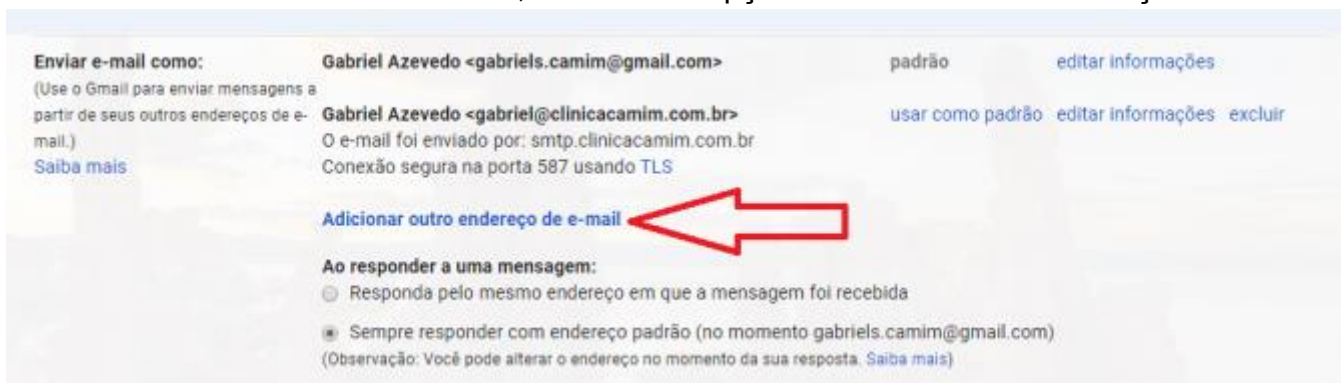 Enviar e-mail como:
(Use o Gmail para enviar mensagens a
partir de seus outros endereços de e-
mail.)
Saiba mais
Gabriel Azevedo <gabriels.camim@gmail.com>
padrão
editar informações
Gabriel Azevedo <gabriel@clinicacamim.com.br>
usar como padrão
editar informações
excluir
O e-mail foi enviado por: smtp.clinicacamim.com.br
Conexão segura na porta 587 usando TLS
Adicionar outro endereço de e-mail
Ao responder a uma mensagem:
Responda pelo mesmo endereço em que a mensagem foi recebida
Sempre responder com endereço padrão (no momento gabriels.camim@gmail.com)
(Observação: Você pode alterar o endereço no momento da sua resposta. Saiba mais)